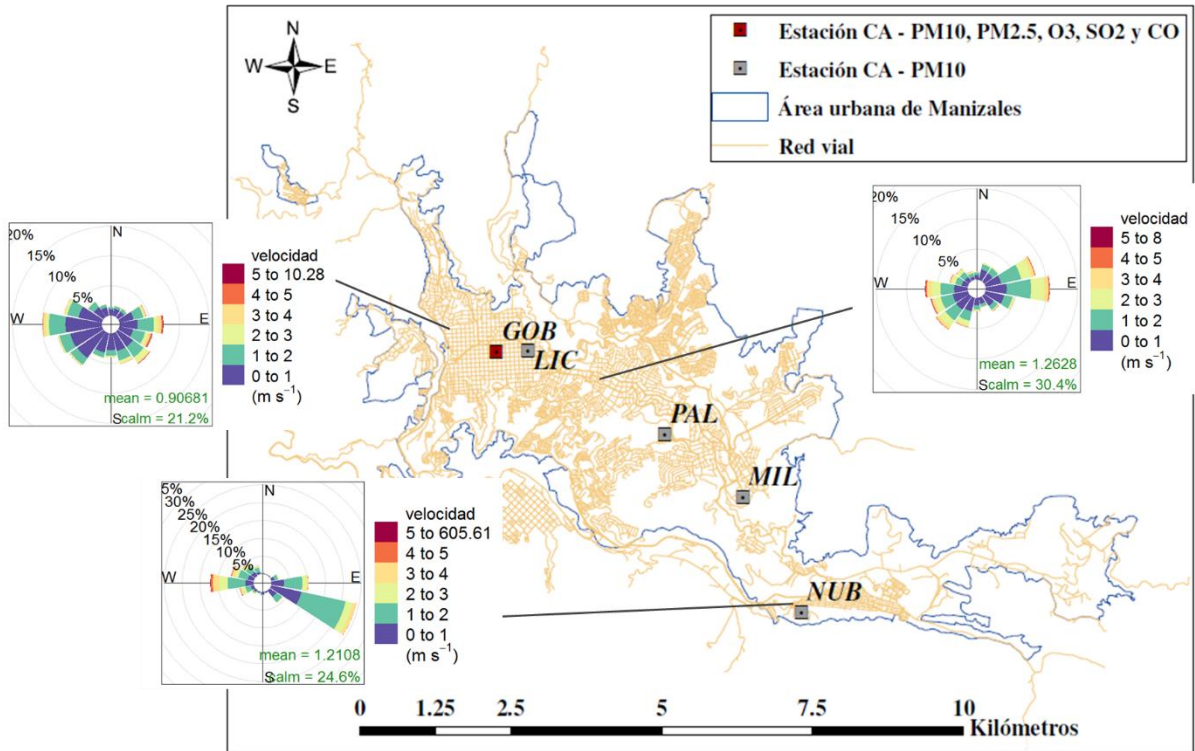 N
W
E
S
Estación CA - PM10, PM2.5, O3, SO2 y CO
Estación CA - PM10
Área urbana de Manizales
Red vial
20%
15%
10%
5%
N
W
E
S
mean = 0.90681
calm = 21.2%
velocidad
5 to 10.28
4 to 5
3 to 4
2 to 3
1 to 2
0 to 1
(m s⁻¹)
20%
15%
10%
5%
N
W
E
S
mean = 1.2628
calm = 30.4%
velocidad
5 to 8
4 to 5
3 to 4
2 to 3
1 to 2
0 to 1
(m s⁻¹)
GOB
LIC
PAL
MIL
NUB
5%
30%
25%
20%
15%
10%
5%
N
W
E
S
mean = 1.2108
calm = 24.6%
velocidad
5 to 605.61
4 to 5
3 to 4
2 to 3
1 to 2
0 to 1
(m s⁻¹)
0 1.25 2.5 5 7.5 10
Kilómetros